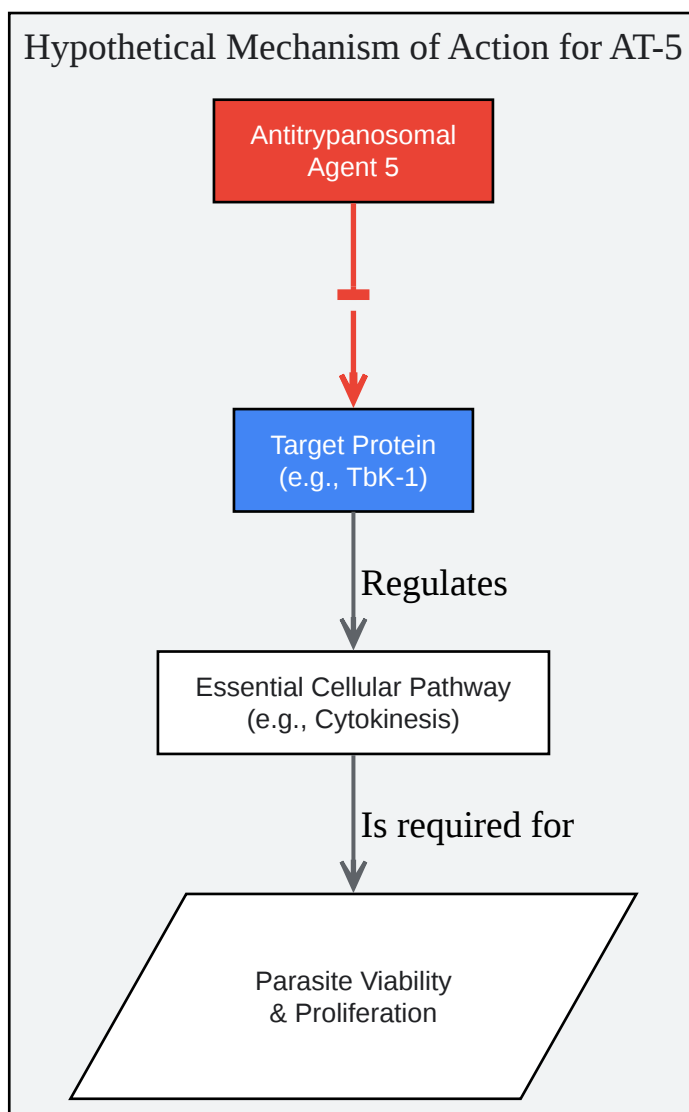 Hypothetical Mechanism of Action for AT-5
Antitrypanosomal
Agent 5
Target Protein
(e.g., TbK-1)
Regulates
Essential Cellular Pathway
(e.g., Cytokinesis)
Is required for
Parasite Viability
& Proliferation